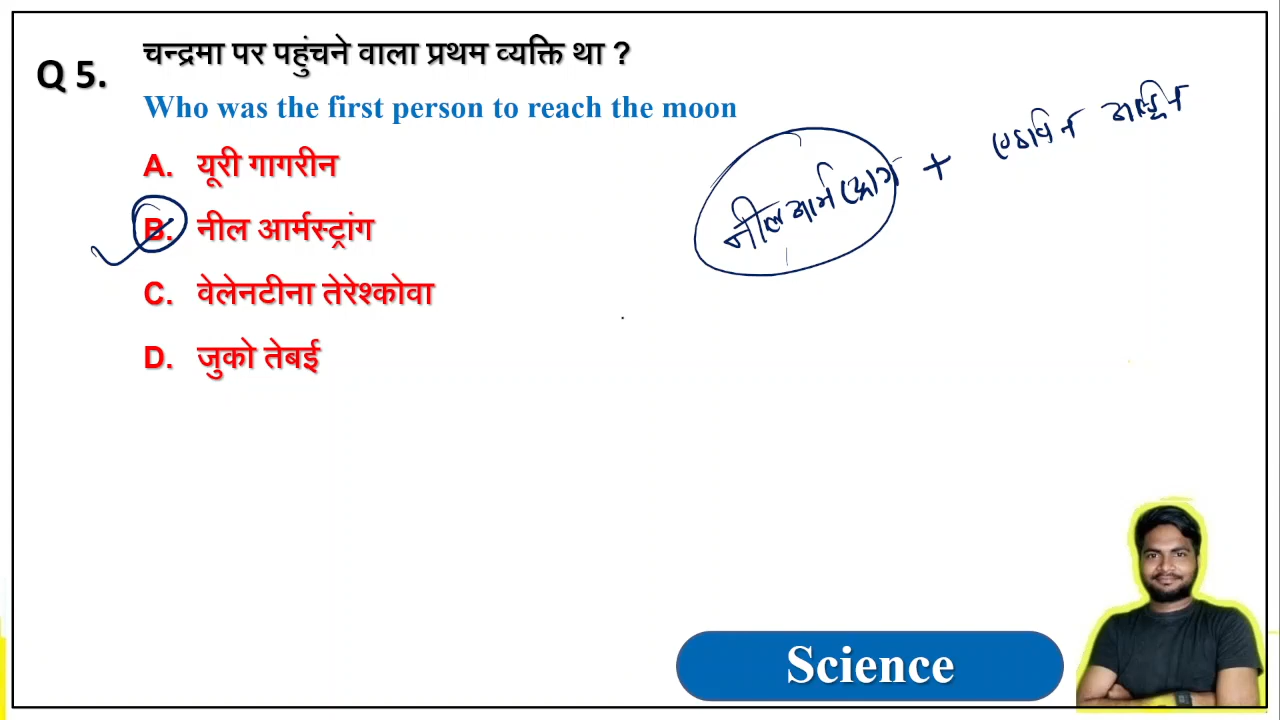 Q 5.
चन्द्रमा पर पहुंचने वाला प्रथम व्यक्ति था ?
Who was the first person to reach the moon
A. यूरी गागरीन
B. नील आर्मस्ट्रांग
C. वेलेनटीना तेरेश्कोवा
D. जुको तेबई
नील आर्मस्ट्रांग + एडविन आल्ड्रिन
Science